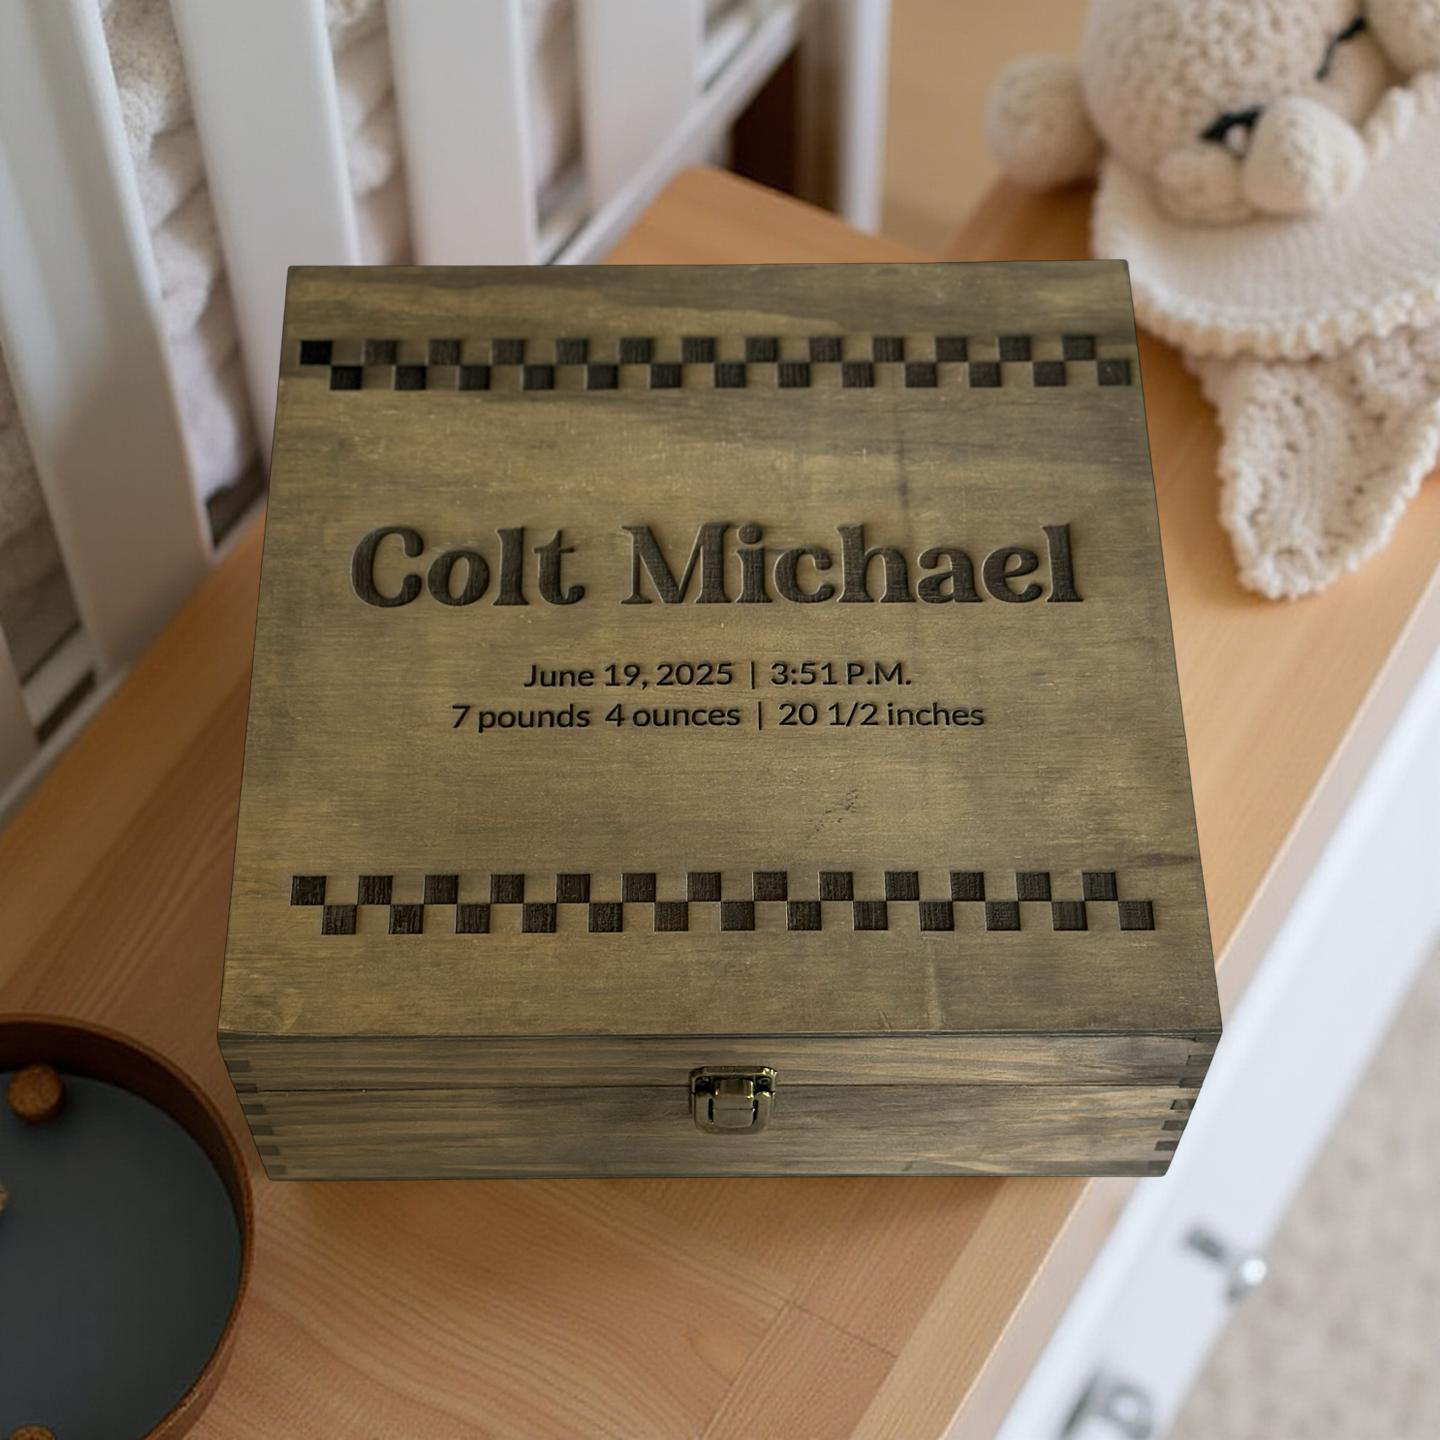 Colt Michael
June 19, 2025 | 3:51 P.M.
7 pounds 4 ounces | 20 1/2 inches